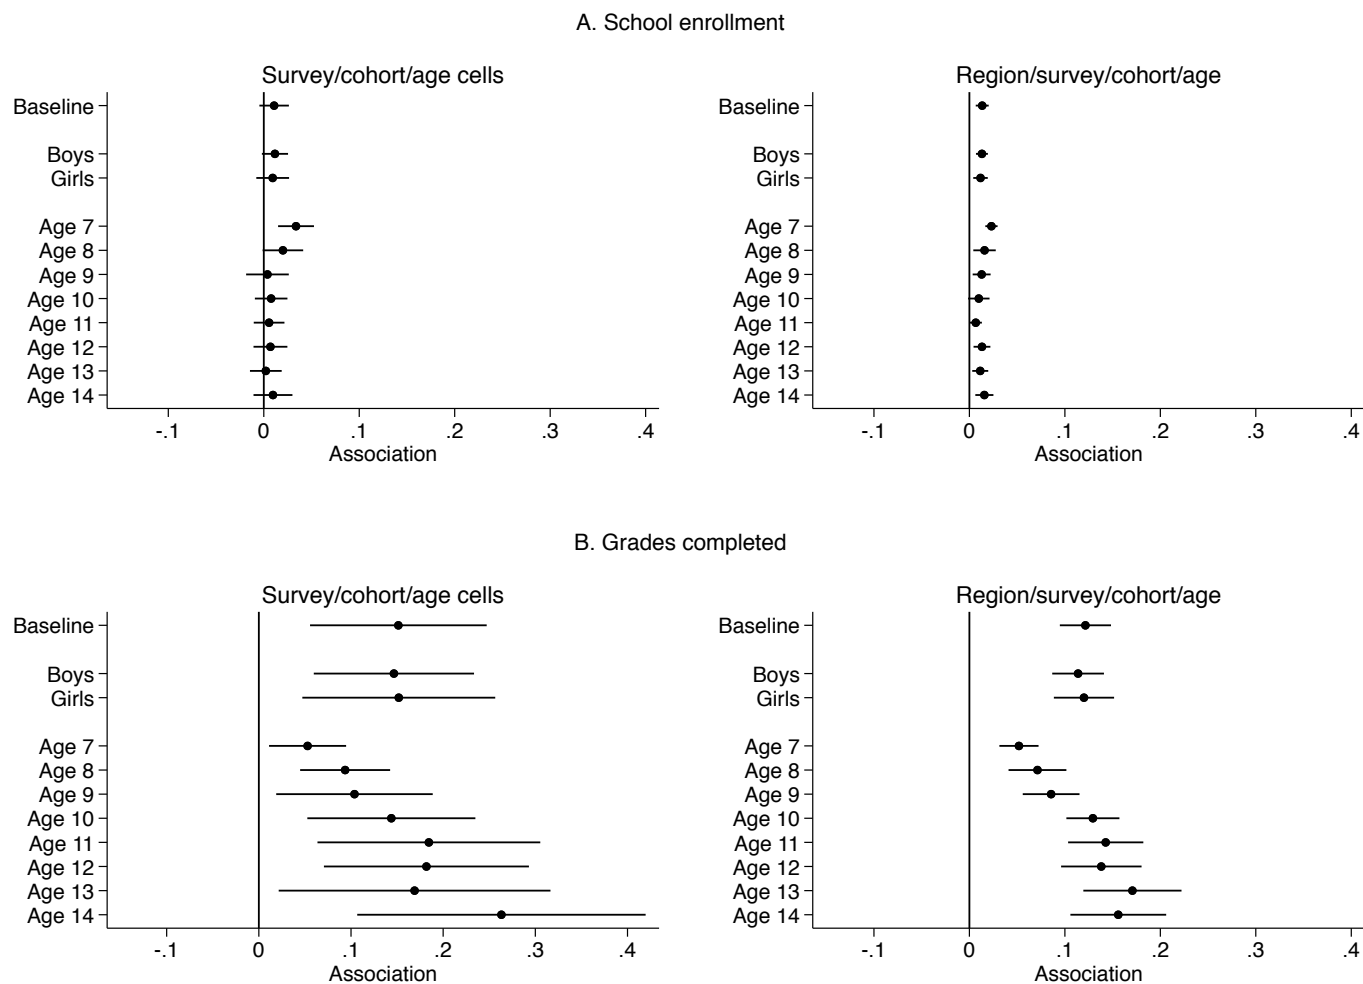 A. School enrollment
Survey/cohort/age cells
Baseline
Boys
Girls
Age 7
Age 8
Age 9
Age 10
Age 11
Age 12
Age 13
Age 14
-.1 0 .1 .2 .3 .4
Association
Region/survey/cohort/age
Baseline
Boys
Girls
Age 7
Age 8
Age 9
Age 10
Age 11
Age 12
Age 13
Age 14
-.1 0 .1 .2 .3 .4
Association
B. Grades completed
Survey/cohort/age cells
Baseline
Boys
Girls
Age 7
Age 8
Age 9
Age 10
Age 11
Age 12
Age 13
Age 14
-.1 0 .1 .2 .3 .4
Association
Region/survey/cohort/age
Baseline
Boys
Girls
Age 7
Age 8
Age 9
Age 10
Age 11
Age 12
Age 13
Age 14
-.1 0 .1 .2 .3 .4
Association